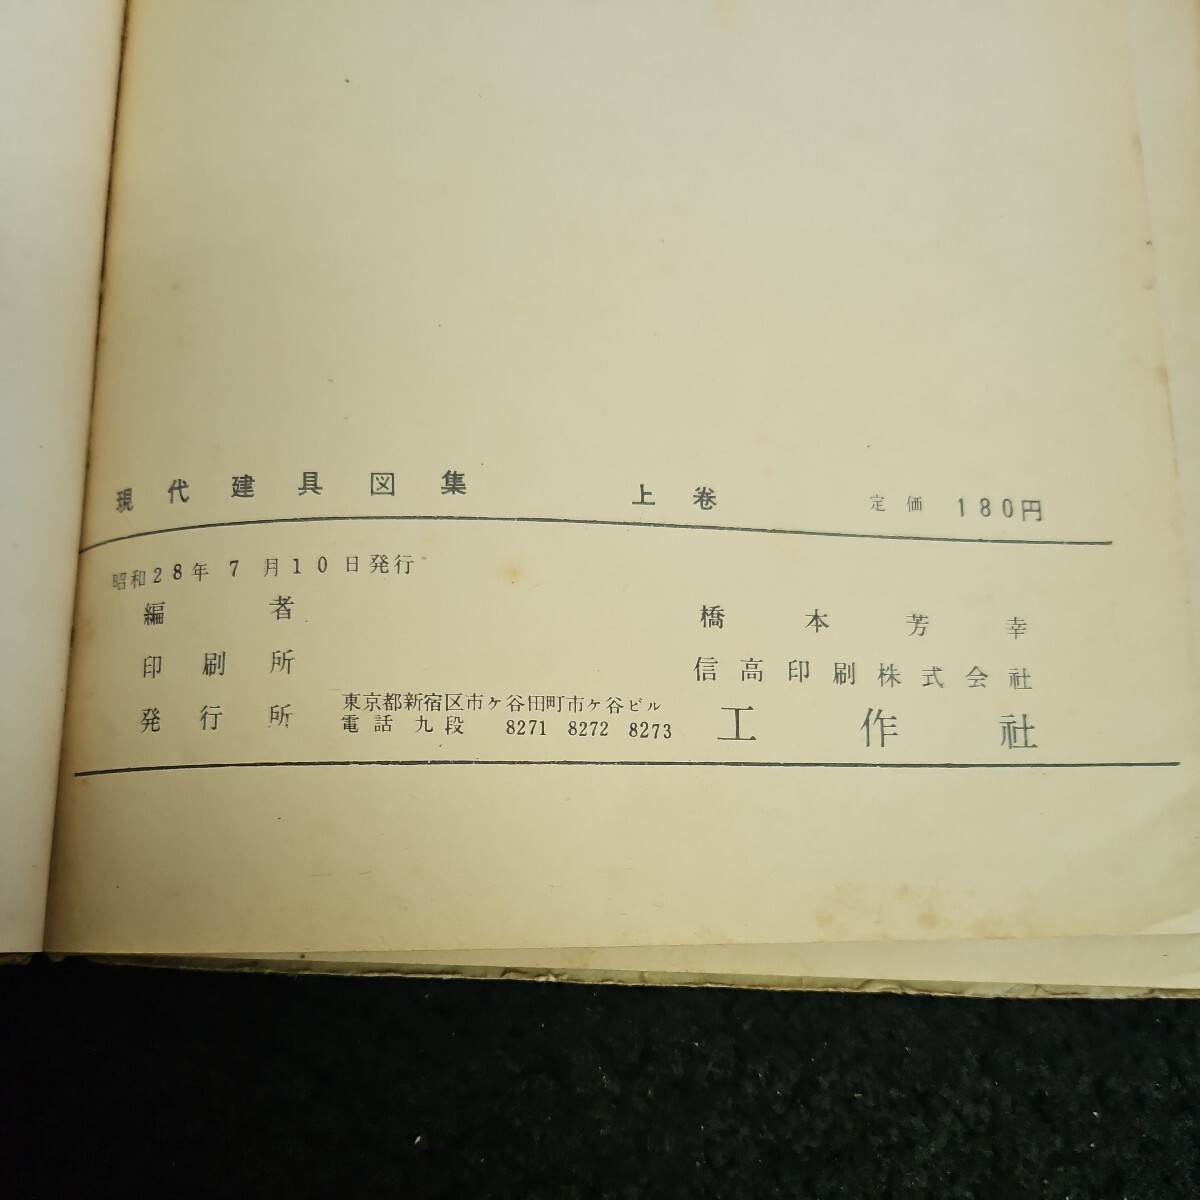 現代建具図集 上巻 定価 180円
昭和28年7月10日発行
編者 橋本芳幸
印刷所 信高印刷株式会社
発行所 東京都新宿区市ケ谷田町市ケ谷ビル 工作社
電話九段 8271 8272 8273